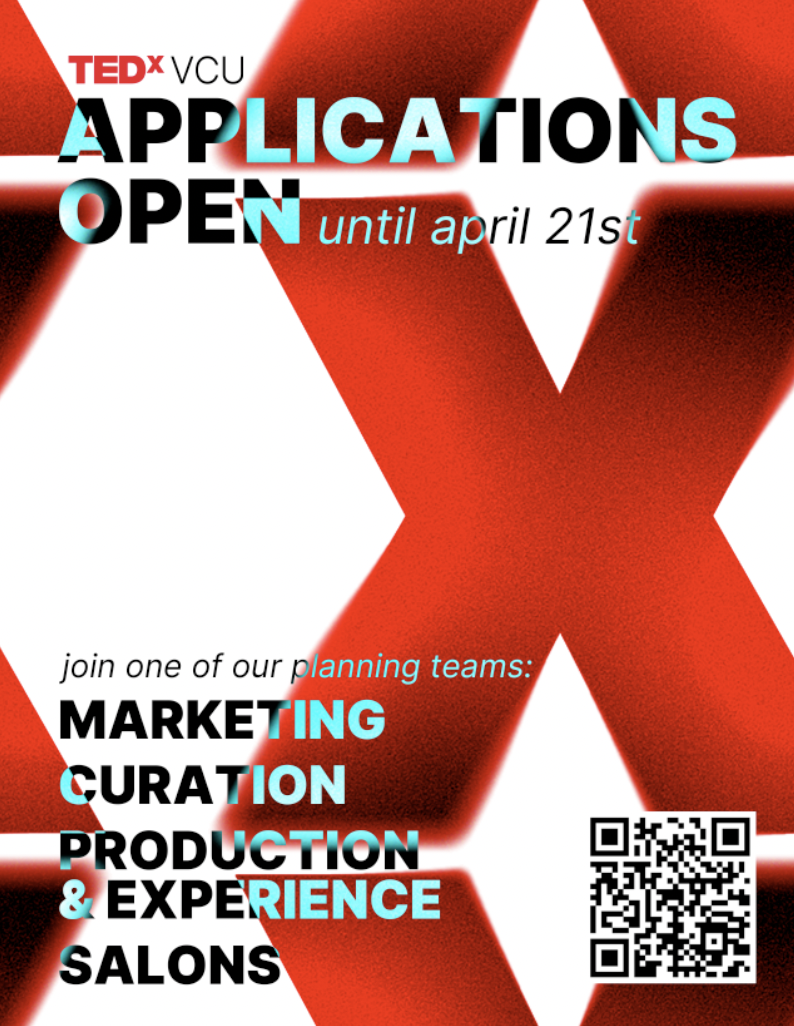 TEDx VCU
APPLICATIONS
OPEN until april 21st
join one of our planning teams:
MARKETING
CURATION
PRODUCTION
& EXPERIENCE
SALONS